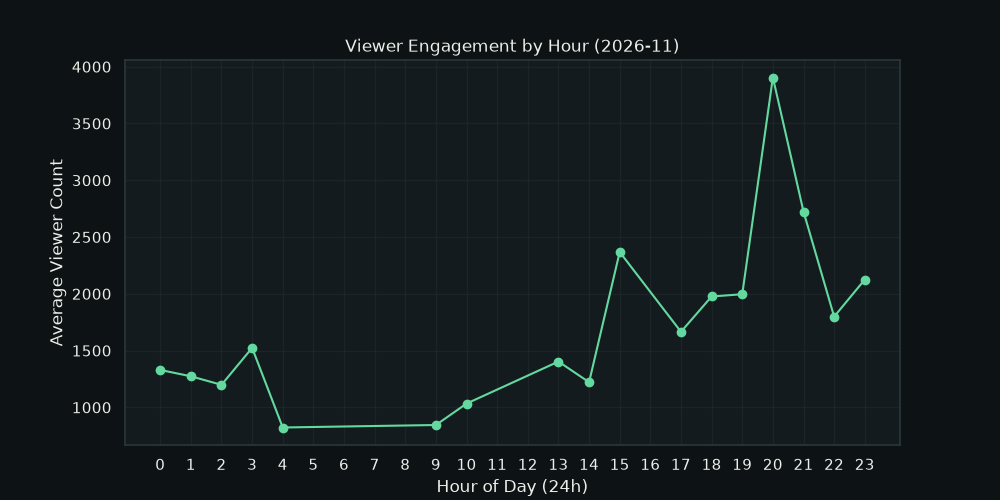 Viewer Engagement by Hour (2026-11)
4000
3500
3000
2500
2000
1500
1000
Average Viewer Count
0 1 2 3 4 5 6 7 8 9 10 11 12 13 14 15 16 17 18 19 20 21 22 23
Hour of Day (24h)